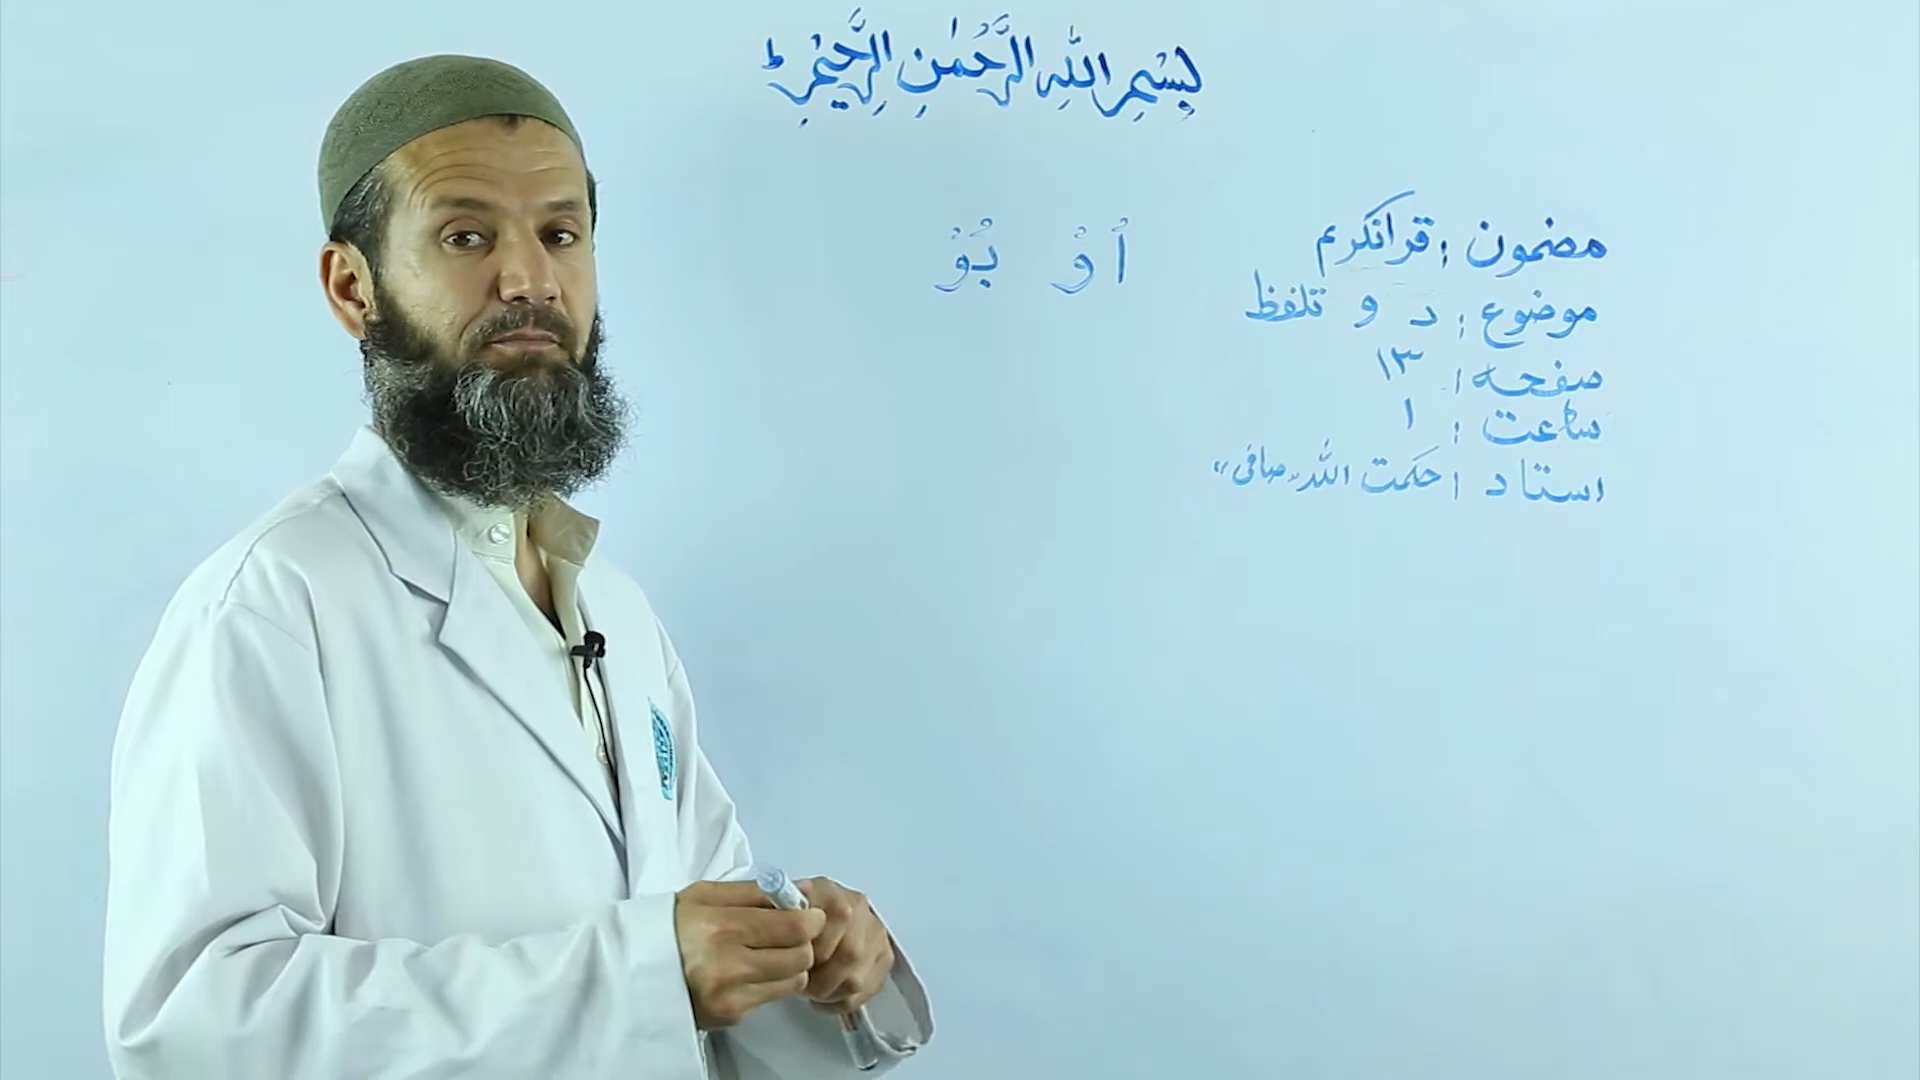 بِسْمِ اللّٰهِ الرَّحْمٰنِ الرَّحِيْمِ ط
اُ وْ بُوْ
مضمون : قرانکریم
موضوع : د و تلفظ
صفحه : ۱۳
ساعت : ۱
استاد : حکمت الله "صافی"